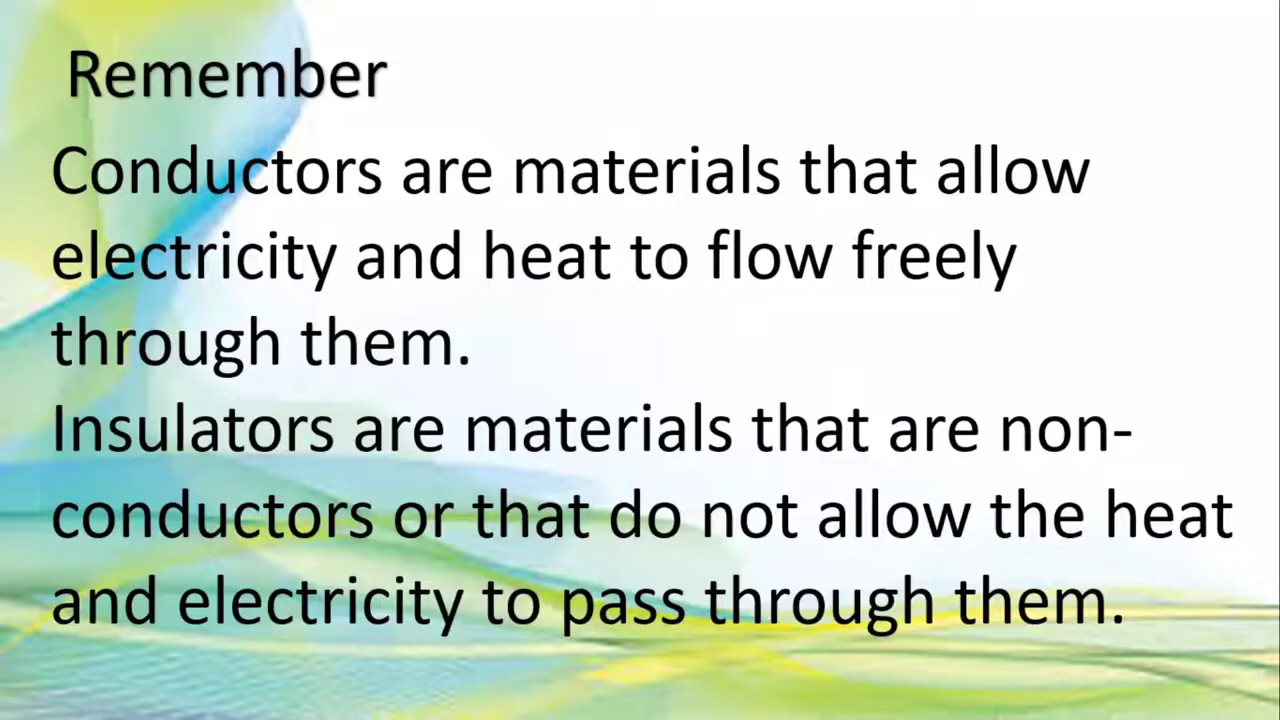 Remember
Conductors are materials that allow
electricity and heat to flow freely
through them.
Insulators are materials that are non-
conductors or that do not allow the heat
and electricity to pass through them.